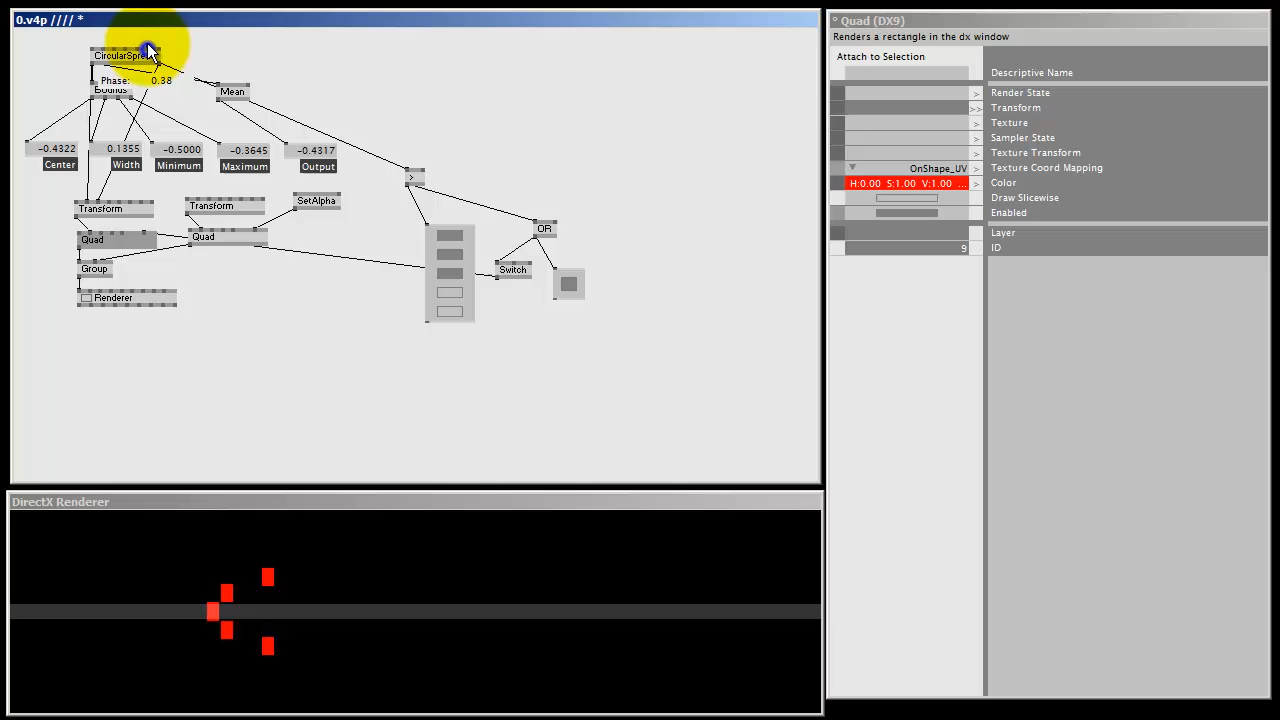 0.v4p //// *
CircularSpre
Phase: 0.38
Bounds
Mean
-0.4322
0.1355
-0.5000
-0.3645
-0.4317
Center
Width
Minimum
Maximum
Output
>
Transform
Transform
SetAlpha
Quad
Quad
OR
Group
Switch
Renderer
DirectX Renderer
° Quad (DX9)
Renders a rectangle in the dx window
Attach to Selection
Descriptive Name
> Render State
>> Transform
> Texture
> Sampler State
> Texture Transform
OnShape_UV > Texture Coord Mapping
H:0.00 S:1.00 V:1.00 ... > Color
Draw Slicewise
Enabled
Layer
9 ID